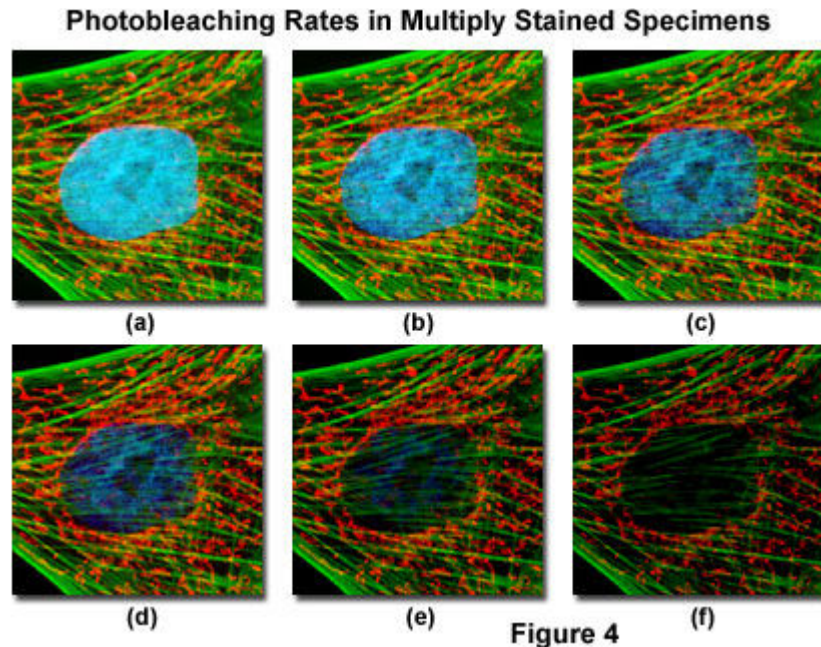 Photobleaching Rates in Multiply Stained Specimens
(a) (b) (c)
(d) (e) (f)
Figure 4